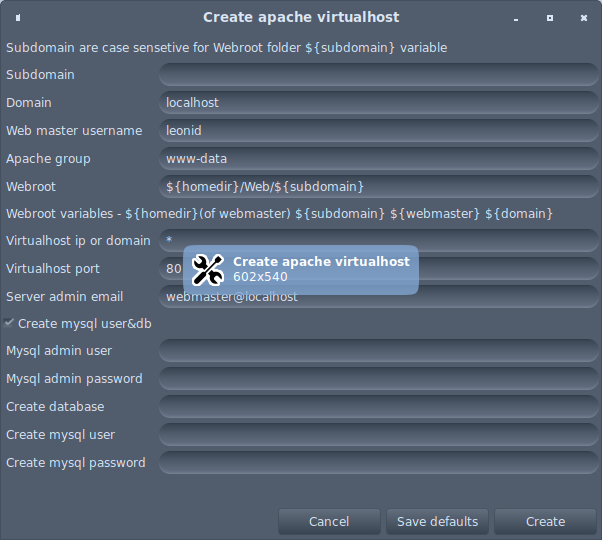 Create apache virtualhost
Subdomain are case sensetive for Webroot folder ${subdomain} variable
Subdomain
Domain localhost
Web master username leonid
Apache group www-data
Webroot ${homedir}/Web/${subdomain}
Webroot variables - ${homedir}(of webmaster) ${subdomain} ${webmaster} ${domain}
Virtualhost ip or domain *
Create apache virtualhost
Virtualhost port 80
602x540
Server admin email webmaster@localhost
Create mysql user&db
Mysql admin user
Mysql admin password
Create database
Create mysql user
Create mysql password
Cancel Save defaults Create